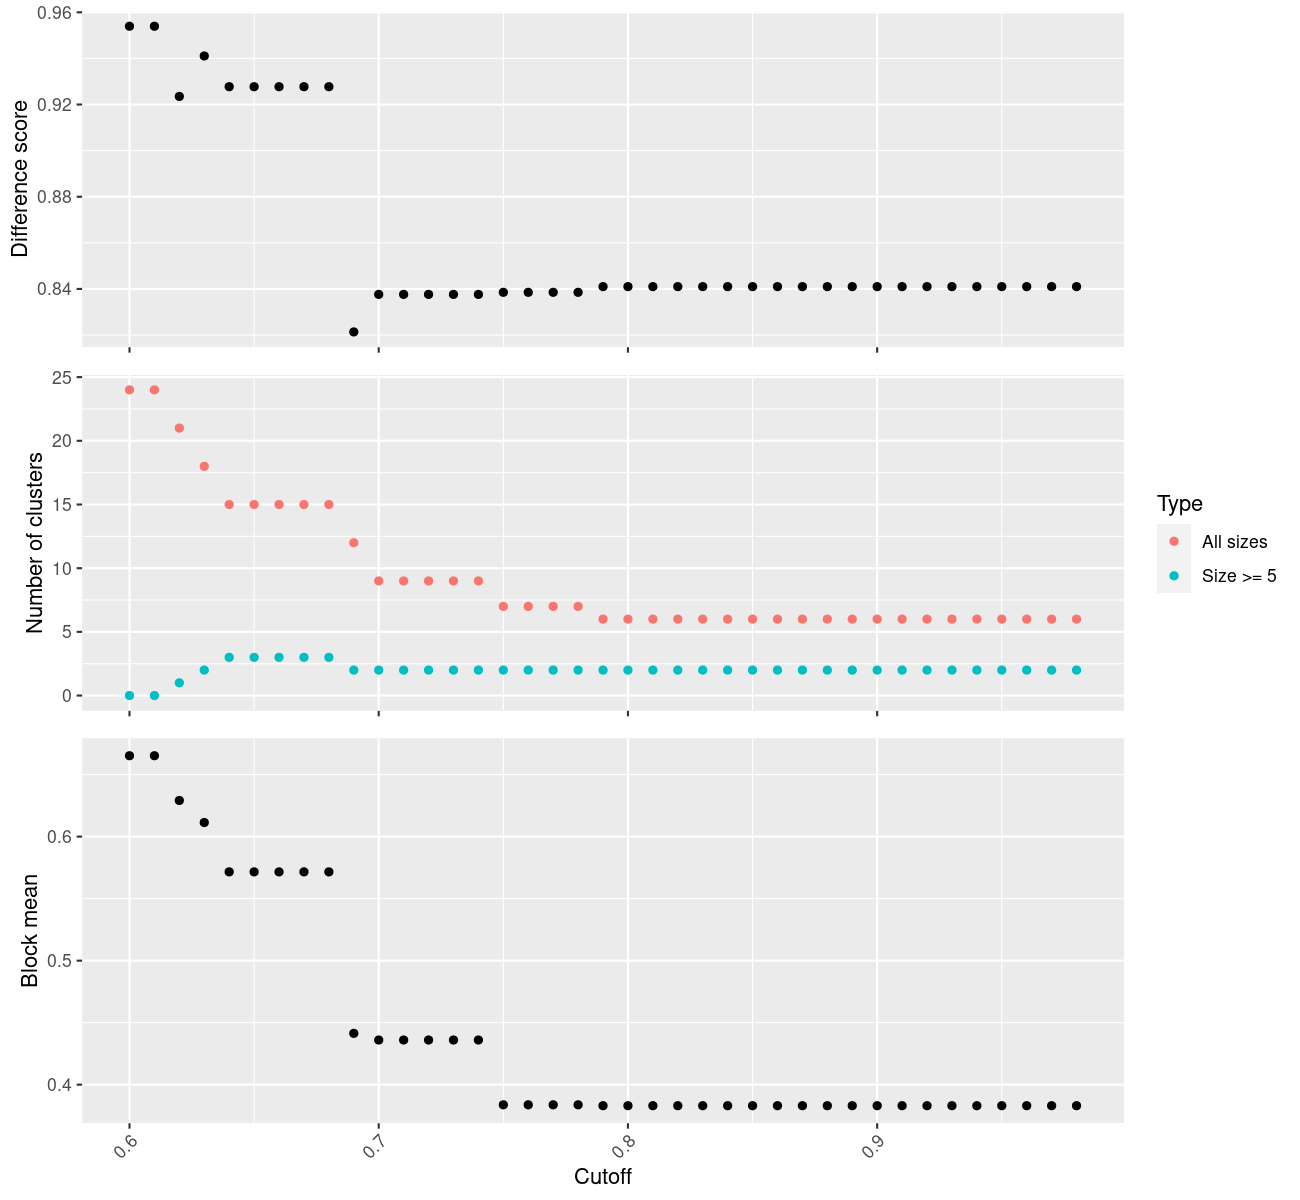 Difference score
0.96
0.92
0.88
0.84
Number of clusters
25
20
15
10
5
0
Type
All sizes
Size >= 5
Block mean
0.6
0.5
0.4
0.6 0.7 0.8 0.9
Cutoff